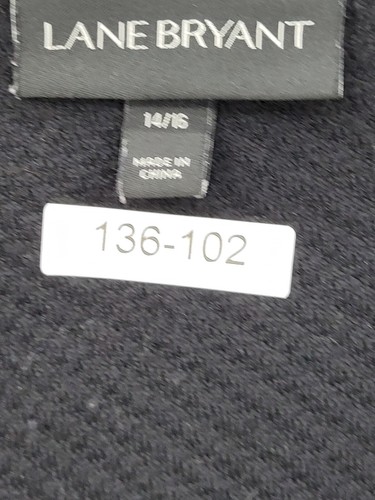 LANE BRYANT
14/16
MADE IN
CHINA
136-102